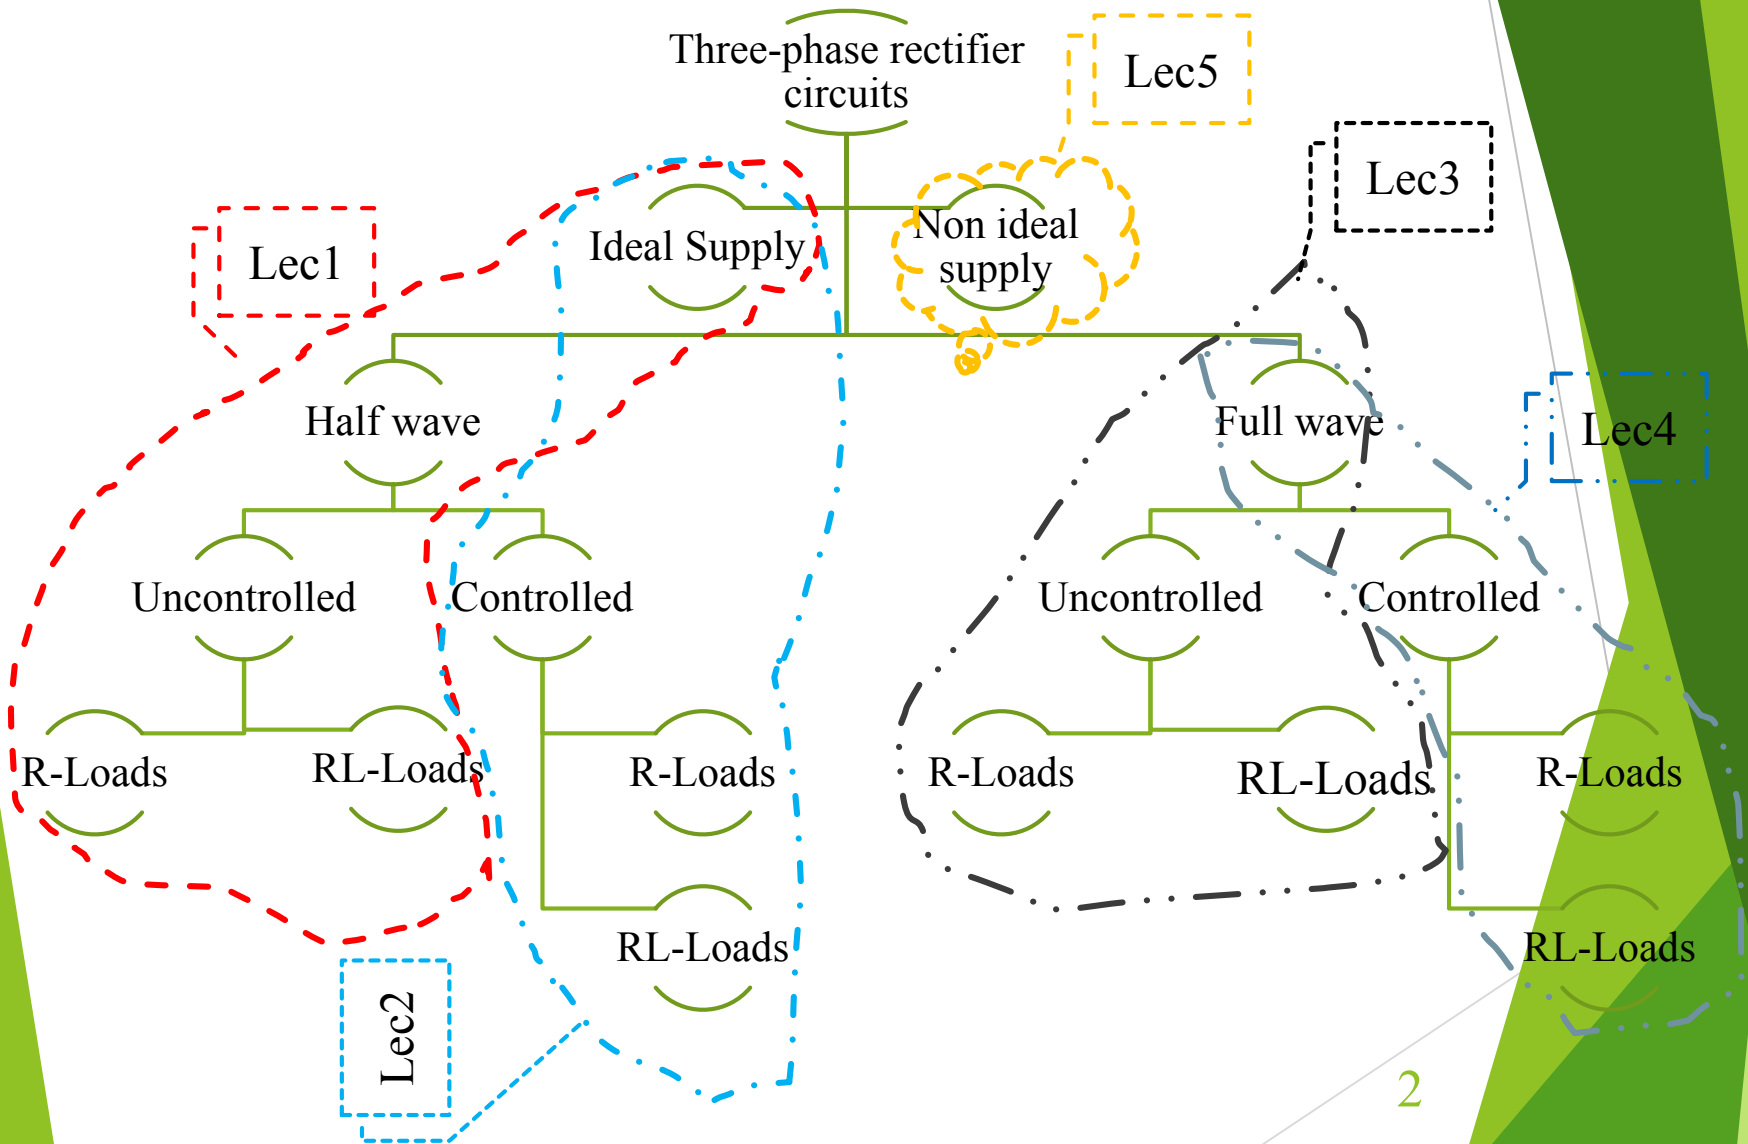 Three-phase rectifier
circuits
Lec5
Lec3
Lec1
Ideal Supply
Non ideal
supply
Half wave
Full wave
Lec4
Uncontrolled
Controlled
Uncontrolled
Controlled
R-Loads
RL-Loads
R-Loads
R-Loads
RL-Loads
R-Loads
RL-Loads
RL-Loads
Lec2
2